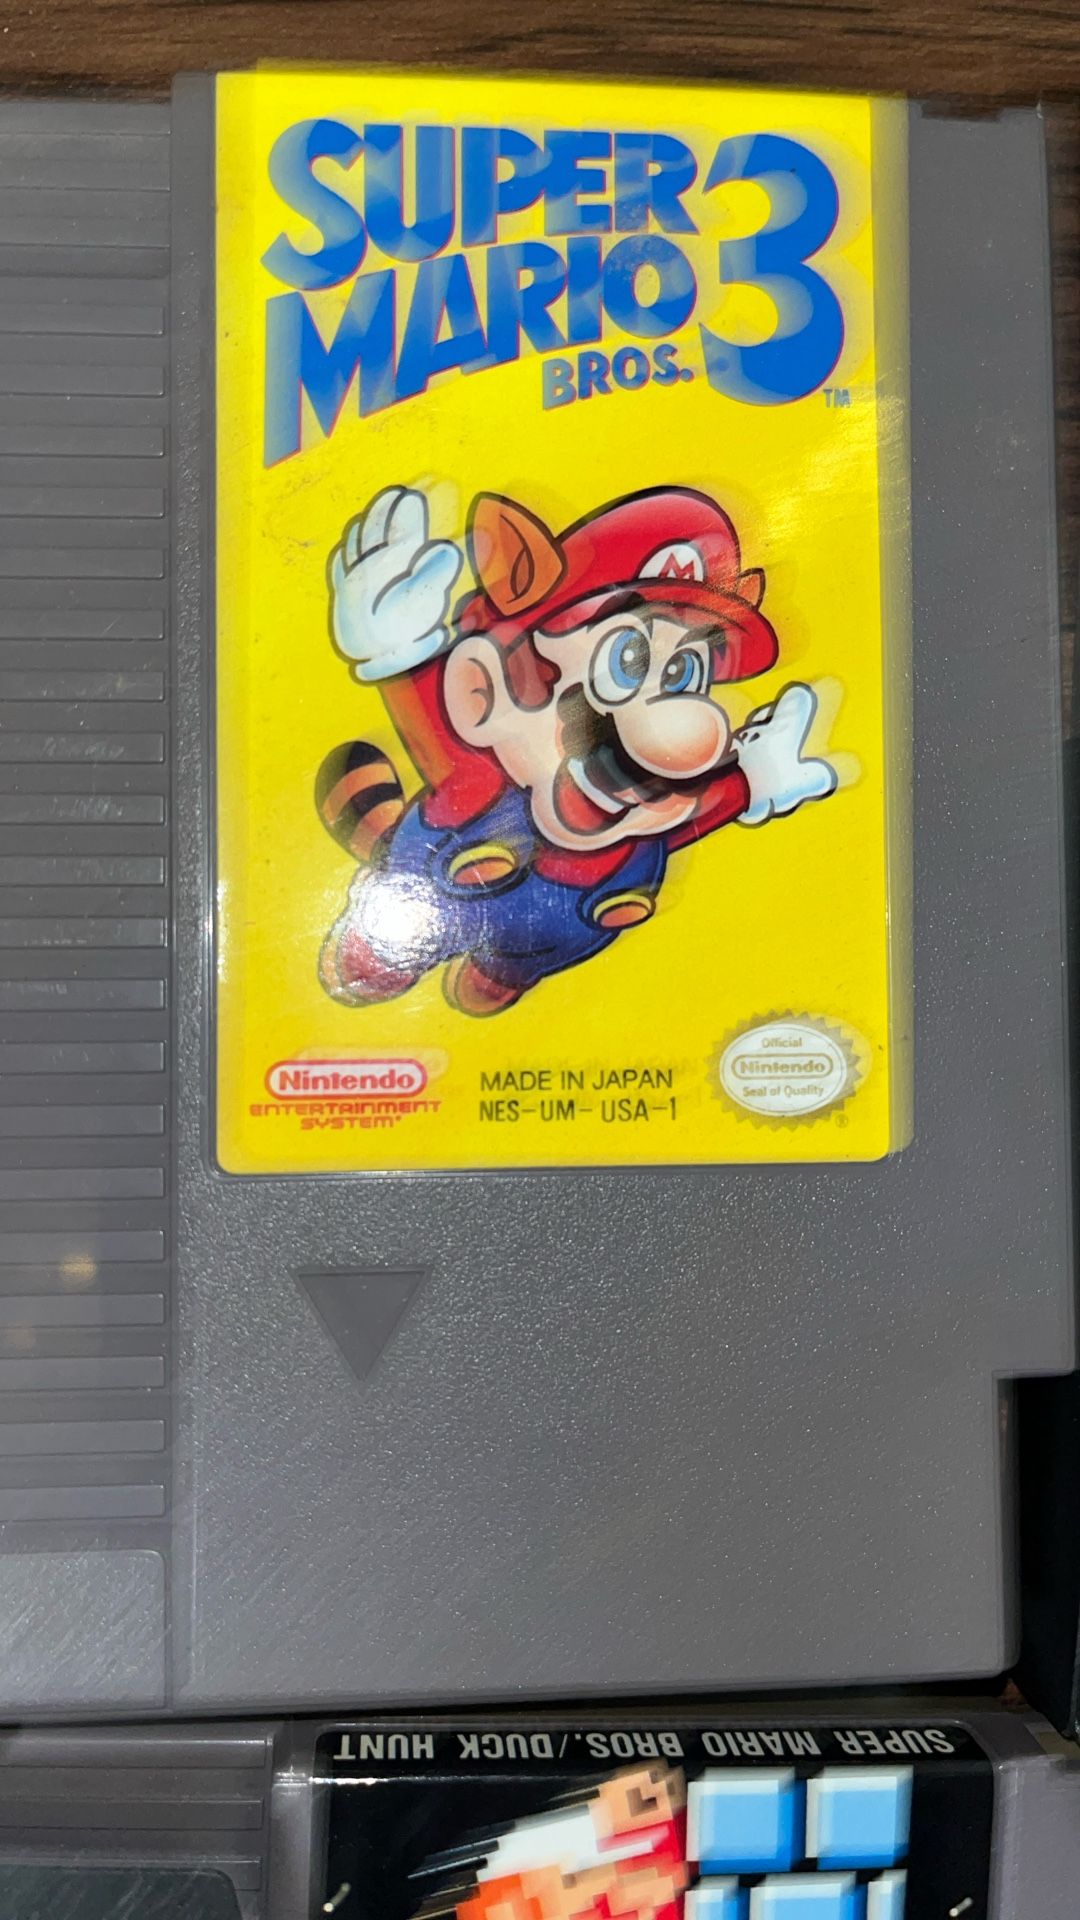 SUPER
MARIO 3
BROS. TM
M
Nintendo
ENTERTAINMENT
SYSTEM
MADE IN JAPAN
NES-UM- USA-1
Official
Nintendo
Seal of Quality
®
SUPER MARIO BROS./DUCK HUNT